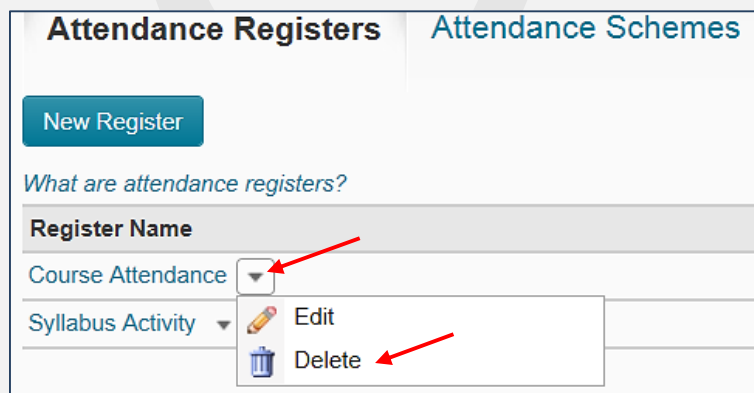 Attendance Registers Attendance Schemes
New Register
What are attendance registers?
Register Name
Course Attendance
Edit
Syllabus Activity
Delete